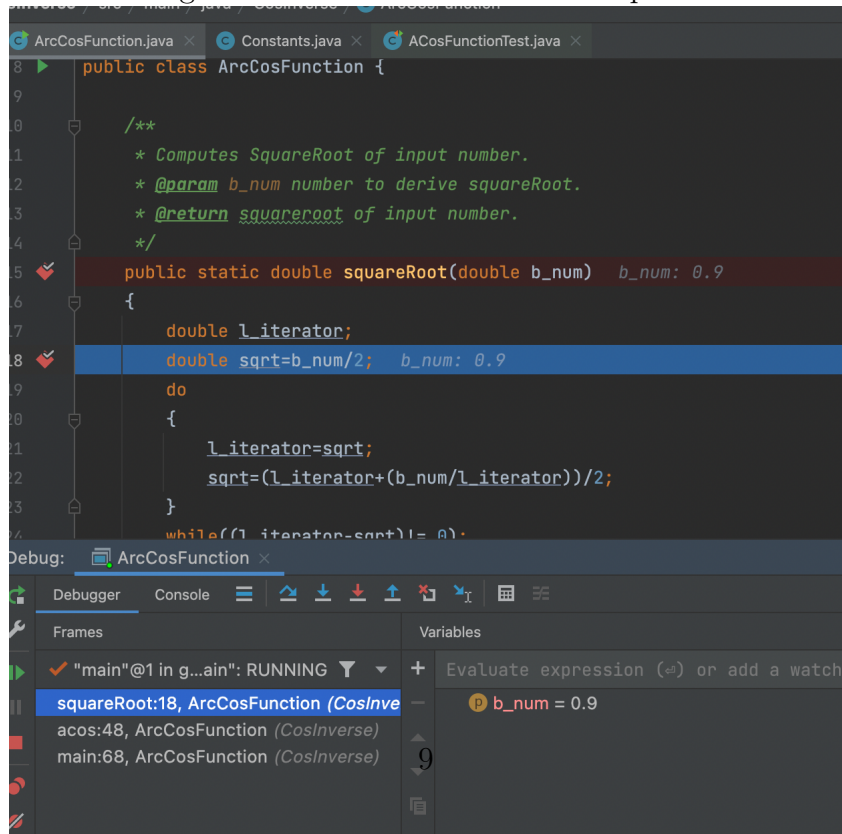 ArcCosFunction.java × Constants.java × ACosFunctionTest.java ×
8 public class ArcCosFunction {
9
10 /**
11 * Computes SquareRoot of input number.
12 * @param b_num number to derive squareRoot.
13 * @return squareroot of input number.
14 */
15 public static double squareRoot(double b_num) b_num: 0.9
16 {
17 double l_iterator;
18 double sqrt=b_num/2; b_num: 0.9
19 do
20 {
21 l_iterator=sqrt;
22 sqrt=(l_iterator+(b_num/l_iterator))/2;
23 }
24 while((l_iterator-sqrt)!= 0);
Debug: ArcCosFunction ×
Debugger Console
Frames Variables
"main"@1 in g...ain": RUNNING Evaluate expression (⏎) or add a watch
squareRoot:18, ArcCosFunction (CosInve p b_num = 0.9
acos:48, ArcCosFunction (CosInverse)
main:68, ArcCosFunction (CosInverse)
9